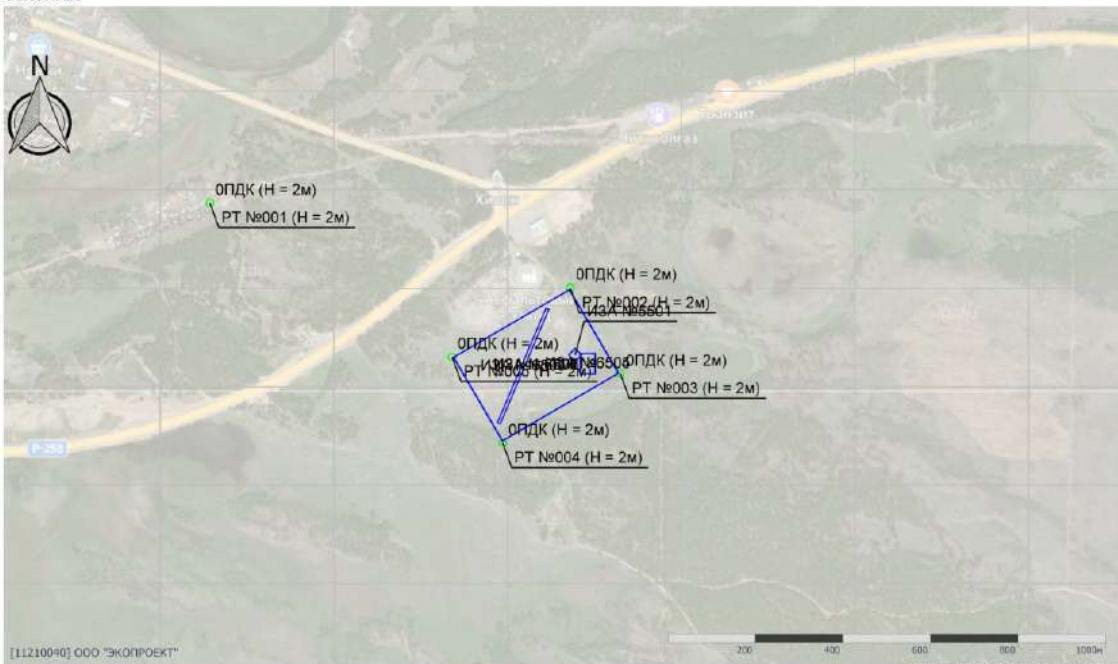 N
0ПДК (Н = 2м)
РТ №001 (Н = 2м)
0ПДК (Н = 2м)
РТ №002 (Н = 2м)
ИЗА №5501
0ПДК (Н = 2м)
0ПДК (Н = 2м)
РТ №003 (Н = 2м)
0ПДК (Н = 2м)
РТ №004 (Н = 2м)
Р-258
[11210040] ООО "ЭКОПРОЕКТ"
200 400 600 800 1000м